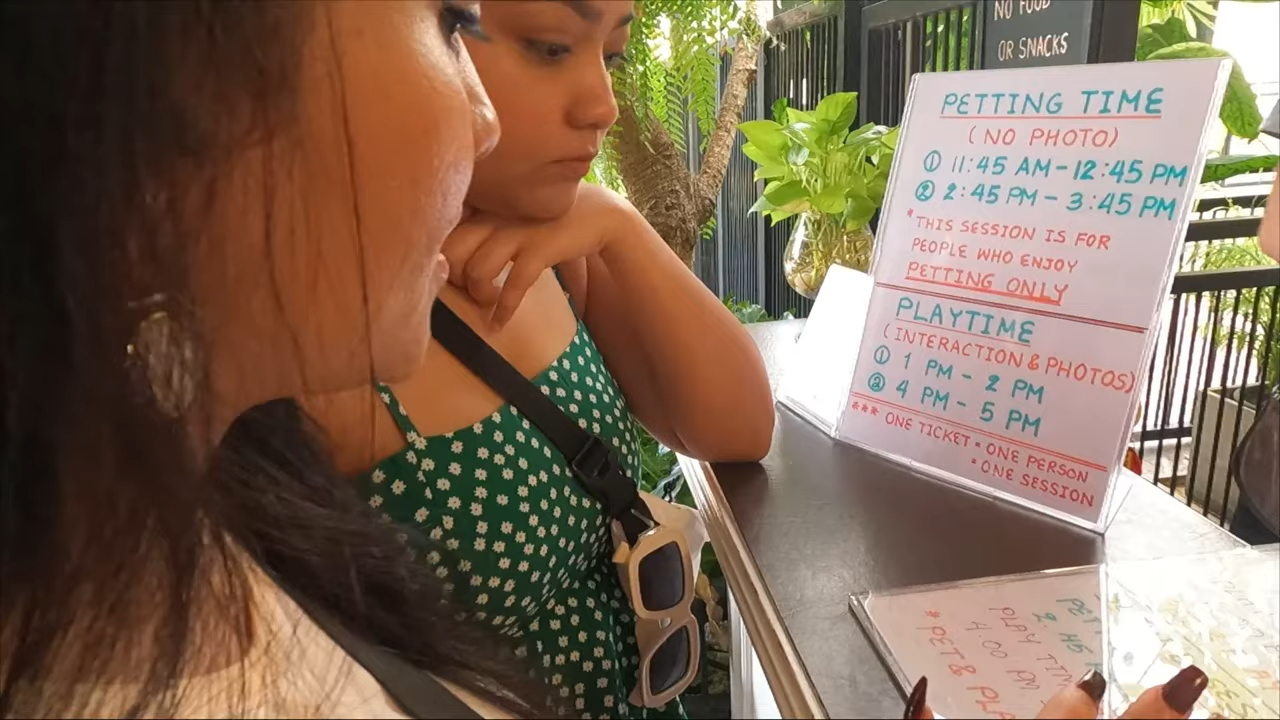 NO FOOD
OR SNACKS
PETTING TIME
(NO PHOTO)
① 11:45 AM - 12:45 PM
② 2:45 PM - 3:45 PM
*THIS SESSION IS FOR
PEOPLE WHO ENJOY
PETTING ONLY
PLAYTIME
(INTERACTION & PHOTOS)
① 1 PM - 2 PM
② 4 PM - 5 PM
*** ONE TICKET • ONE PERSON
• ONE SESSION
PLAY TIM
4:00 PM
*PET & PLA